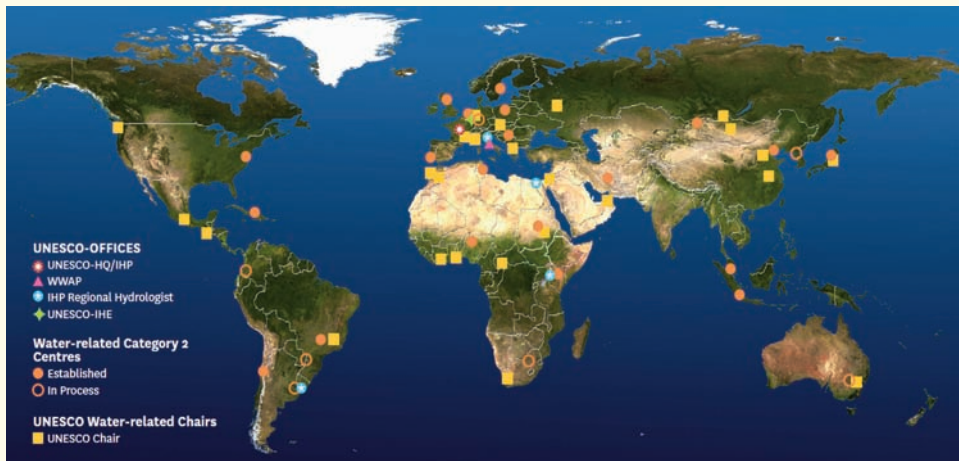 UNESCO-OFFICES
UNESCO-HQ/IHP
WWAP
IHP Regional Hydrologist
UNESCO-IHE
Water-related Category 2
Centres
Established
In Process
UNESCO Water-related Chairs
UNESCO Chair